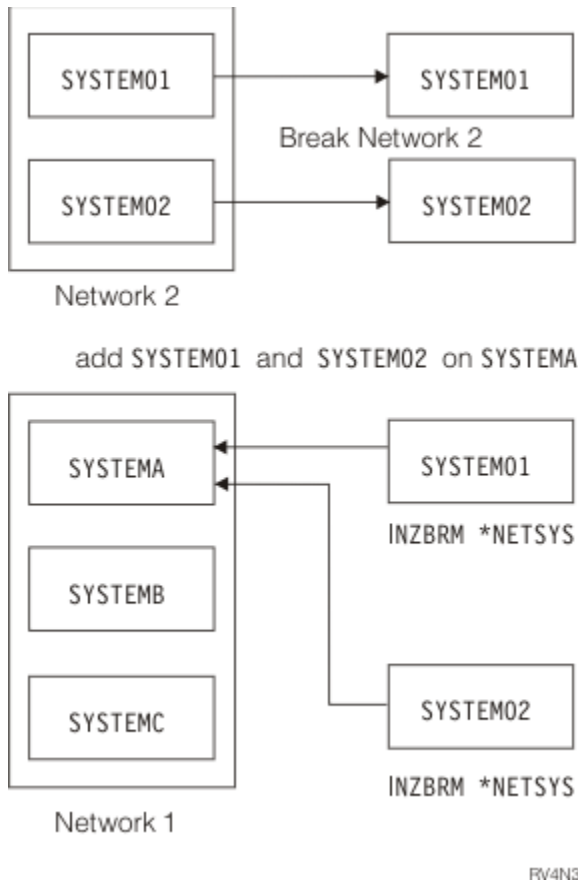 SYSTEM01
SYSTEM01
Break Network 2
SYSTEM02
SYSTEM02
Network 2
add SYSTEM01 and SYSTEM02 on SYSTEMA
SYSTEMA
SYSTEM01
INZBRM *NETSYS
SYSTEMB
SYSTEMC
SYSTEM02
INZBRM *NETSYS
Network 1
RV4N3